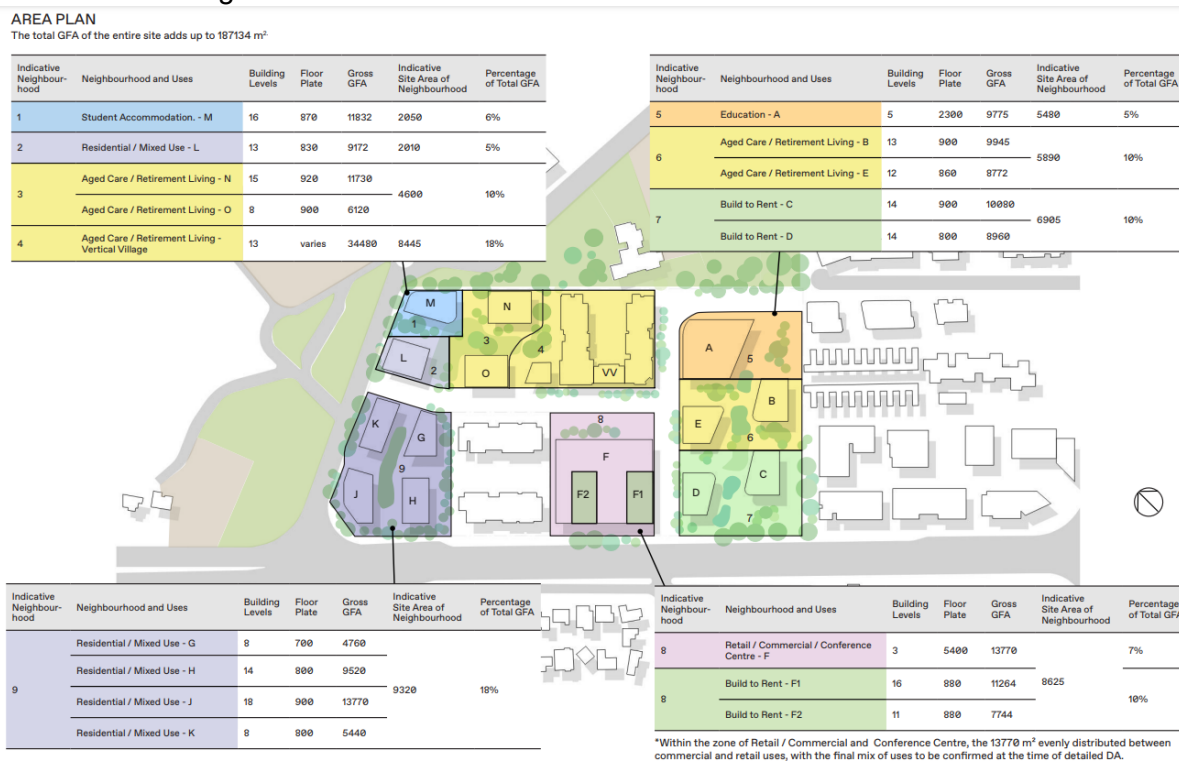 AREA PLAN
The total GFA of the entire site adds up to 187134 m²
Indicative Neighbour-hood | Neighbourhood and Uses | Building Levels | Floor Plate | Gross GFA | Indicative Site Area of Neighbourhood | Percentage of Total GFA
1 | Student Accommodation. - M | 16 | 870 | 11832 | 2050 | 6%
2 | Residential / Mixed Use - L | 13 | 830 | 9172 | 2010 | 5%
3 | Aged Care / Retirement Living - N | 15 | 920 | 11730 | 4600 | 10%
Aged Care / Retirement Living - O | 8 | 900 | 6120
4 | Aged Care / Retirement Living - Vertical Village | 13 | varies | 34480 | 8445 | 18%
Indicative Neighbour-hood | Neighbourhood and Uses | Building Levels | Floor Plate | Gross GFA | Indicative Site Area of Neighbourhood | Percentage of Total GFA
5 | Education - A | 5 | 2300 | 9775 | 5480 | 5%
6 | Aged Care / Retirement Living - B | 13 | 900 | 9945 | 5890 | 10%
Aged Care / Retirement Living - E | 12 | 860 | 8772
7 | Build to Rent - C | 14 | 900 | 10080 | 6905 | 10%
Build to Rent - D | 14 | 800 | 8960
M
1
N
3
4
L
2
O
VV
A
5
B
E
6
C
D
7
K
G
9
J
H
8
F
F2
F1
Indicative Neighbour-hood | Neighbourhood and Uses | Building Levels | Floor Plate | Gross GFA | Indicative Site Area of Neighbourhood | Percentage of Total GFA
9 | Residential / Mixed Use - G | 8 | 700 | 4760 | 9320 | 18%
Residential / Mixed Use - H | 14 | 800 | 9520
Residential / Mixed Use - J | 18 | 900 | 13770
Residential / Mixed Use - K | 8 | 800 | 5440
Indicative Neighbour-hood | Neighbourhood and Uses | Building Levels | Floor Plate | Gross GFA | Indicative Site Area of Neighbourhood | Percentage of Total GFA
8 | Retail / Commercial / Conference Centre - F | 3 | 5400 | 13770 | 8625 | 7%
8 | Build to Rent - F1 | 16 | 880 | 11264 | 10%
Build to Rent - F2 | 11 | 880 | 7744
*Within the zone of Retail / Commercial and Conference Centre, the 13770 m² evenly distributed between
commercial and retail uses, with the final mix of uses to be confirmed at the time of detailed DA.